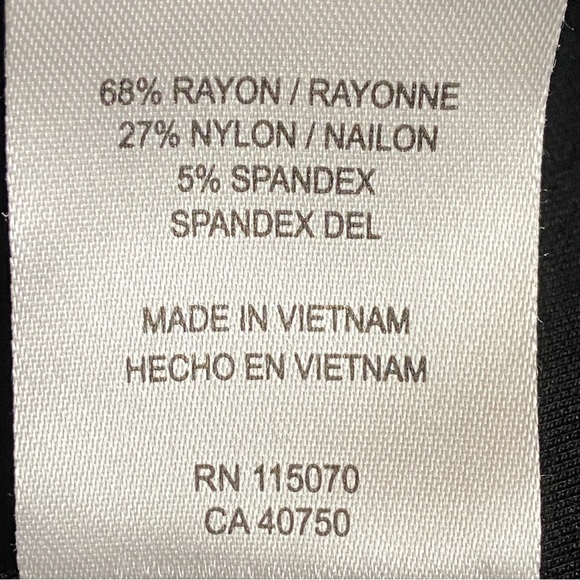 68% RAYON / RAYONNE
27% NYLON / NAILON
5% SPANDEX
SPANDEX DEL
MADE IN VIETNAM
HECHO EN VIETNAM
RN 115070
CA 40750